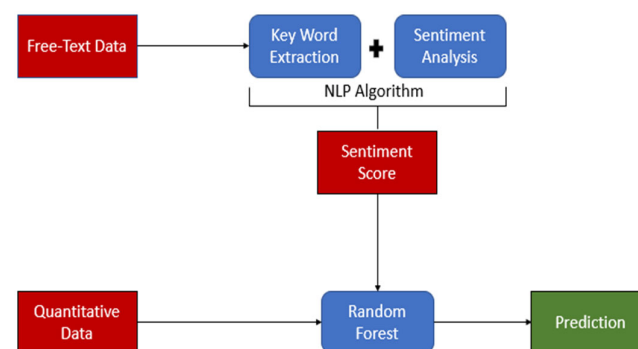 Free-Text Data
Key Word
Extraction
+
Sentiment
Analysis
NLP Algorithm
Sentiment
Score
Quantitative
Data
Random
Forest
Prediction